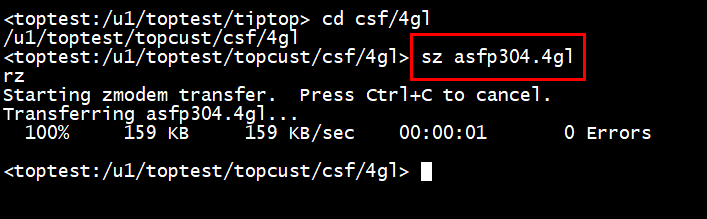 <toptest:/u1/toptest/tiptop> cd csf/4gl
/u1/toptest/topcust/csf/4gl
<toptest:/u1/toptest/topcust/csf/4gl> sz asfp304.4gl
rz
Starting zmodem transfer.  Press Ctrl+C to cancel.
Transferring asfp304.4gl...
  100%     159 KB     159 KB/sec    00:00:01       0 Errors
<toptest:/u1/toptest/topcust/csf/4gl>